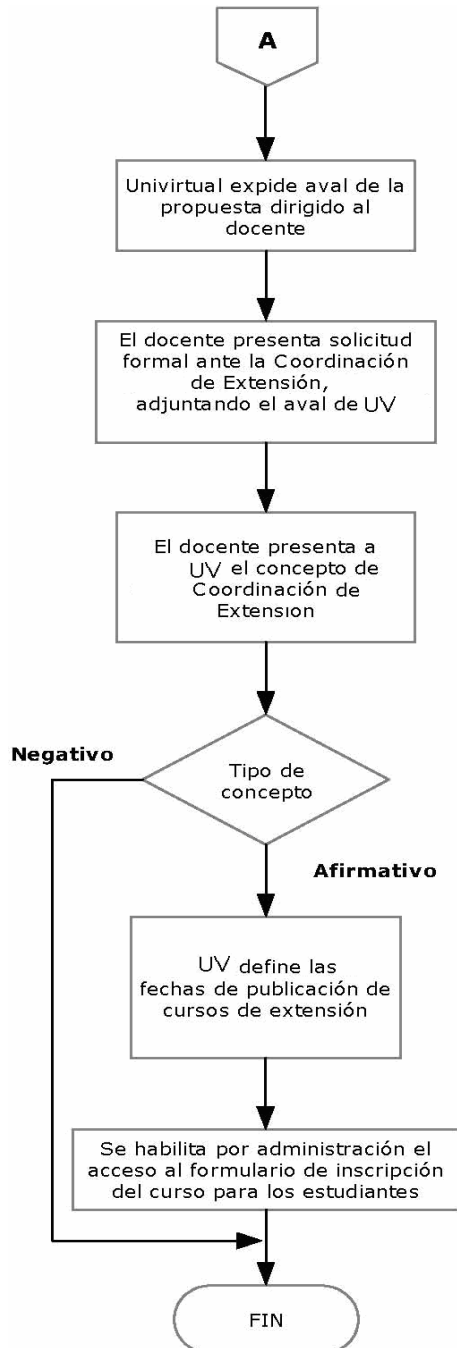 A
Univirtual expide aval de la
propuesta dirigido al
docente
El docente presenta solicitud
formal ante la Coordinación
de Extensión,
adjuntando el aval de UV
El docente presenta a
UV el concepto de
Coordinación de
Extension
Negativo
Tipo de
concepto
Afirmativo
UV define las
fechas de publicación de
cursos de extensión
Se habilita por administración el
acceso al formulario de inscripción
del curso para los estudiantes
FIN